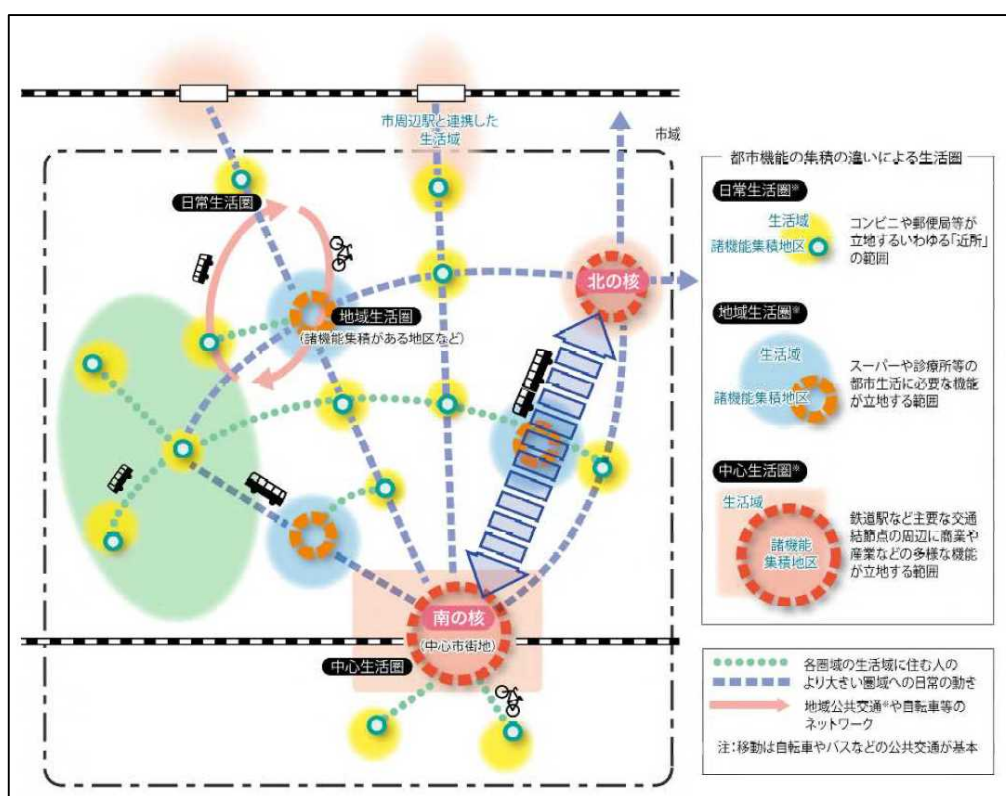 市周辺駅と連携した
生活域
市域
日常生活圏
地域生活圏
(諸機能集積がある地区など)
北の核
南の核
(中心市街地)
中心生活圏
都市機能の集積の違いによる生活圏
日常生活圏※
生活域
諸機能集積地区
コンビニや郵便局等が
立地するいわゆる「近所」
の範囲
地域生活圏※
生活域
諸機能集積地区
スーパーや診療所等の
都市生活に必要な機能
が立地する範囲
中心生活圏※
生活域
諸機能
集積地区
鉄道駅など主要な交通
結節点の周辺に商業や
産業などの多様な機能
が立地する範囲
各圏域の生活域に住む人の
より大きい圏域への日常の動き
地域公共交通※や自転車等の
ネットワーク
注:移動は自転車やバスなどの公共交通が基本